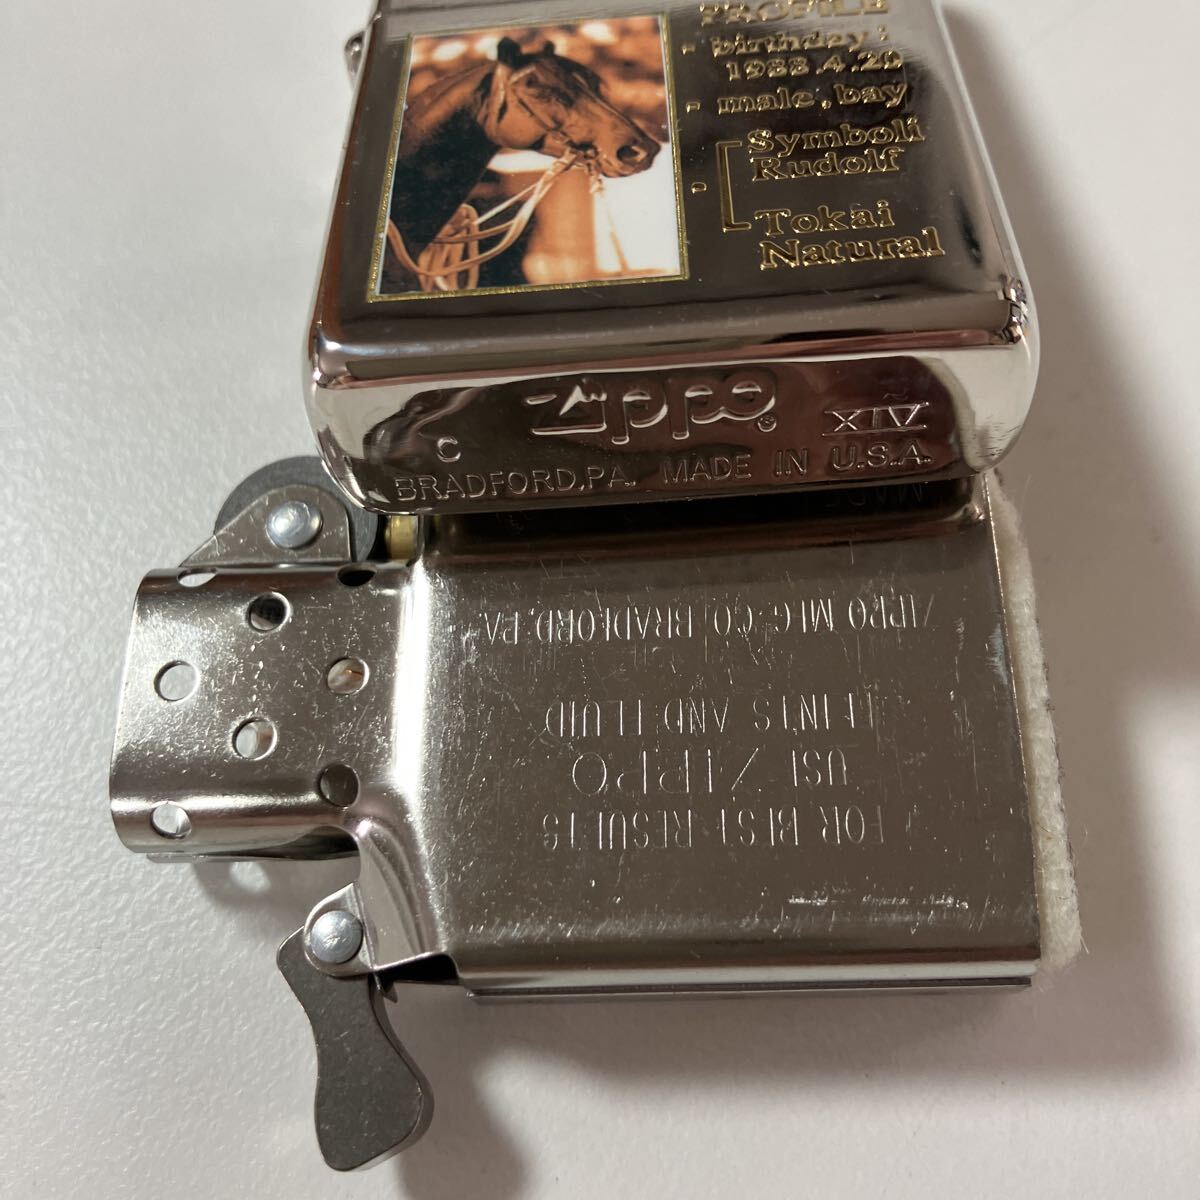 PROFILE
- birthday:
1988.4.20
- male, bay
- Symboli
Rudolf
Tokai
Natural
C Zippo® XIV
BRADFORD, PA. MADE IN U.S.A.
FOR BEST RESULTS
USE ZIPPO
FLINTS AND FLUID
ZIPPO MFG. CO. BRADFORD, PA.